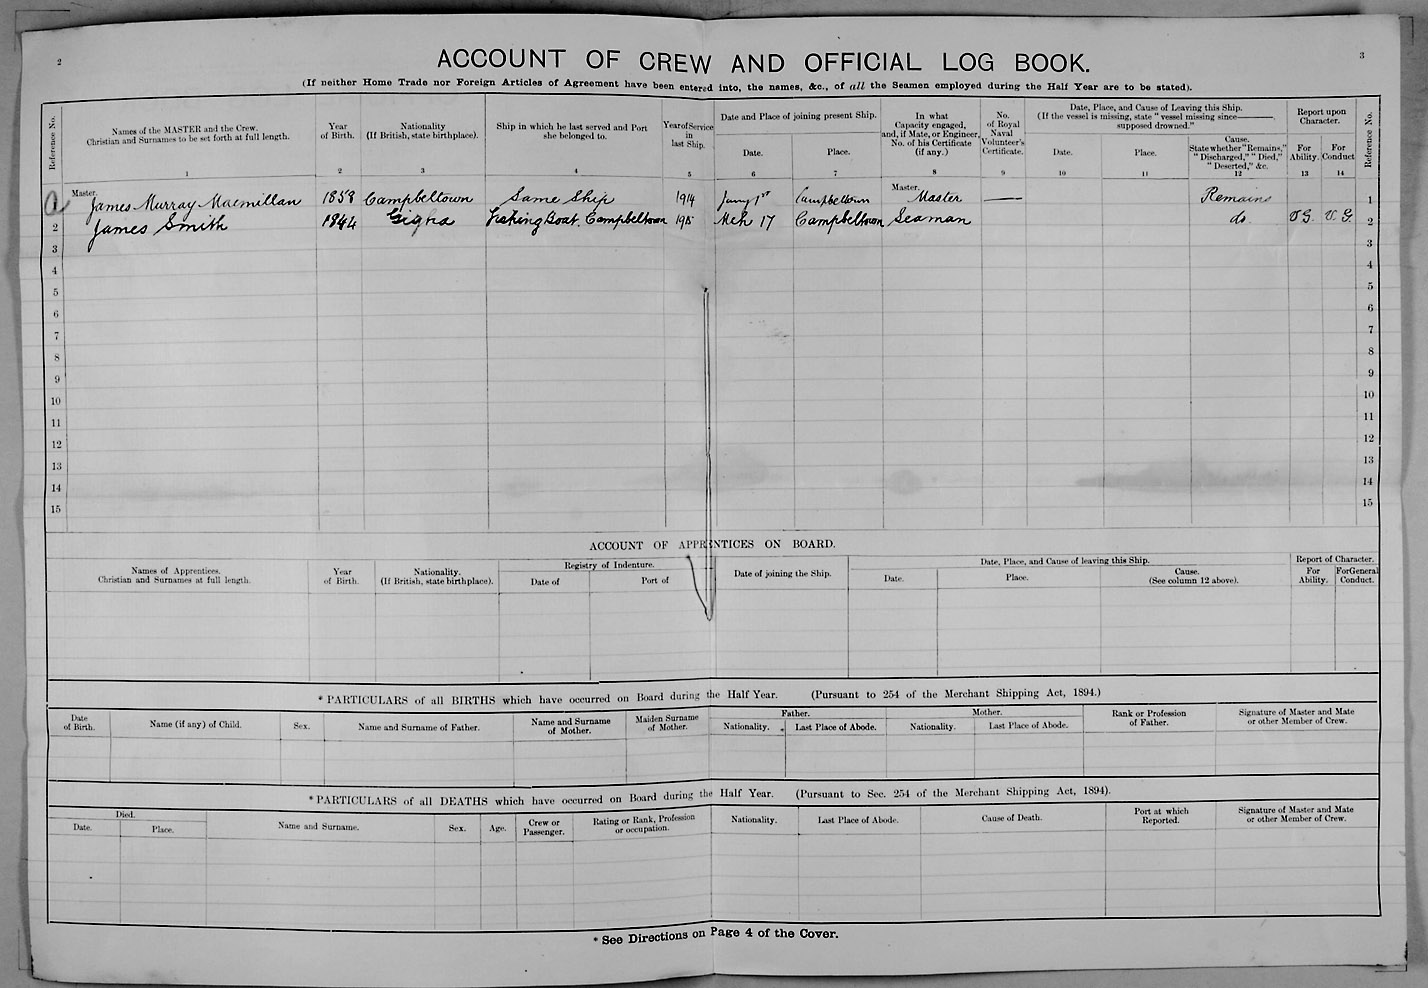 2
3
ACCOUNT OF CREW AND OFFICIAL LOG BOOK.
(If neither Home Trade nor Foreign Articles of Agreement have been entered into, the names, &c., of all the Seamen employed during the Half Year are to be stated).
Reference No.
Names of the MASTER and the Crew.
Christian and Surnames to be set forth at full length.
1
Year
of Birth.
2
Nationality
(If British, state birthplace).
3
Ship in which he last served and Port
she belonged to.
4
Year of Service
in
last Ship.
5
Date and Place of joining present Ship.
Date.
6
Place.
7
In what
Capacity engaged,
and, if Mate, or Engineer,
No. of his Certificate
(if any.)
8
No.
of Royal
Naval
Volunteer's
Certificate.
9
Date, Place, and Cause of Leaving this Ship.
(If the vessel is missing, state "vessel missing since———,
supposed drowned."
Date.
10
Place.
11
Cause.
State whether "Remains,"
"Discharged," "Died,"
"Deserted," &c.
12
Report upon
Character.
For
Ability.
13
For
Conduct
14
Reference No.
1 Master. James Murray Macmillan 1858 Campbeltown Same Ship 1914 Jany 1st Campbeltown Master. Master — Remains 1
2 James Smith 1844 Gigha Fishing Boat. Campbeltown 1915 Mch 17 Campbeltown Seaman do V.G. V.G. 2
3 3
4 4
5 5
6 6
7 7
8 8
9 9
10 10
11 11
12 12
13 13
14 14
15 15
ACCOUNT OF APPRENTICES ON BOARD.
Names of Apprentices.
Christian and Surnames at full length.
Year
of Birth.
Nationality.
(If British, state birthplace).
Registry of Indenture.
Date of
Port of
Date of joining the Ship.
Date, Place, and Cause of leaving this Ship.
Date.
Place.
Cause.
(See column 12 above).
Report of Character.
For
Ability.
For General
Conduct.
* PARTICULARS of all BIRTHS which have occurred on Board during the Half Year. (Pursuant to 254 of the Merchant Shipping Act, 1894.)
Date
of Birth.
Name (if any) of Child.
Sex.
Name and Surname of Father.
Name and Surname
of Mother.
Maiden Surname
of Mother.
Father.
Nationality.
Last Place of Abode.
Mother.
Nationality.
Last Place of Abode.
Rank or Profession
of Father.
Signature of Master and Mate
or other Member of Crew.
* PARTICULARS of all DEATHS which have occurred on Board during the Half Year. (Pursuant to Sec. 254 of the Merchant Shipping Act, 1894).
Died.
Date.
Place.
Name and Surname.
Sex.
Age.
Crew or
Passenger.
Rating or Rank, Profession
or occupation.
Nationality.
Last Place of Abode.
Cause of Death.
Port at which
Reported.
Signature of Master and Mate
or other Member of Crew.
* See Directions on Page 4 of the Cover.